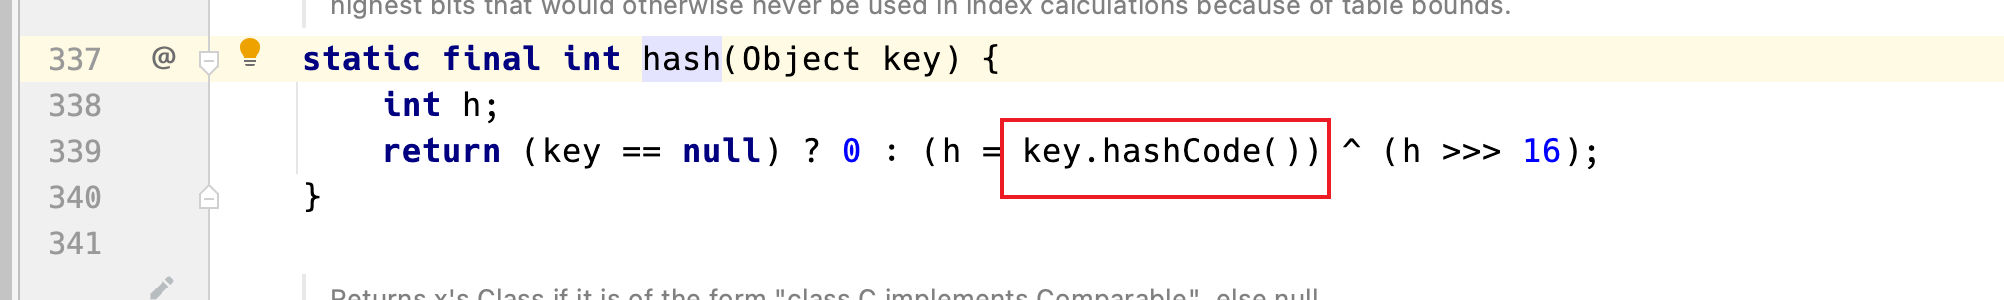 highest bits that would otherwise never be used in index calculations because of table bounds.
337 @ static final int hash(Object key) {
338 int h;
339 return (key == null) ? 0 : (h = key.hashCode()) ^ (h >>> 16);
340 }
341
Returns x's Class if it is of the form "class C implements Comparable", else null.